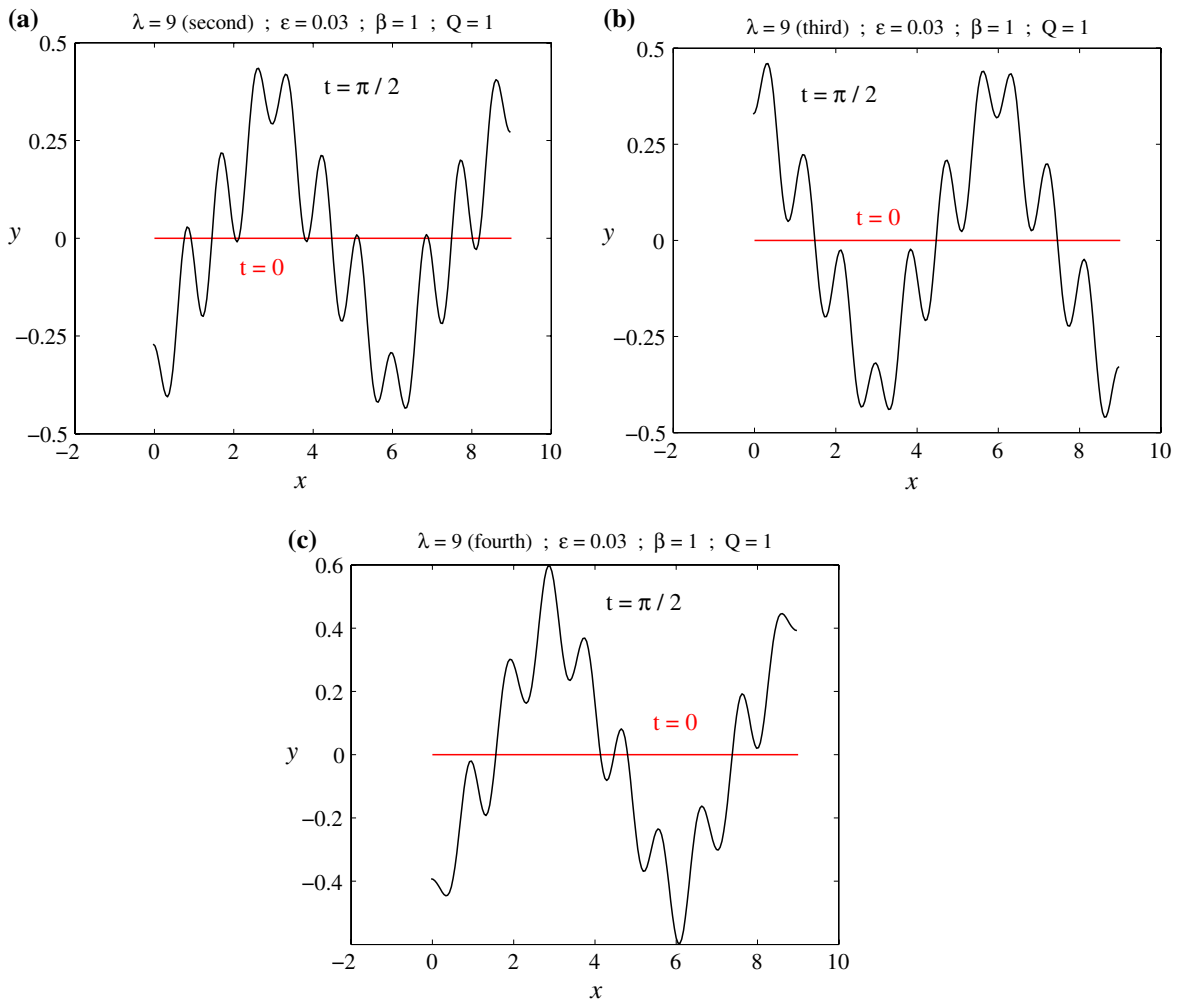 (a)
λ = 9 (second) ; ε = 0.03 ; β = 1 ; Q = 1
0.5
t = π / 2
0.25
y
0
t = 0
−0.25
−0.5
−2 0 2 4 6 8 10
x
(b)
λ = 9 (third) ; ε = 0.03 ; β = 1 ; Q = 1
0.5
t = π / 2
0.25
t = 0
y
0
−0.25
−0.5
−2 0 2 4 6 8 10
x
(c)
λ = 9 (fourth) ; ε = 0.03 ; β = 1 ; Q = 1
0.6
t = π / 2
0.4
0.2
t = 0
y
0
−0.2
−0.4
−2 0 2 4 6 8 10
x